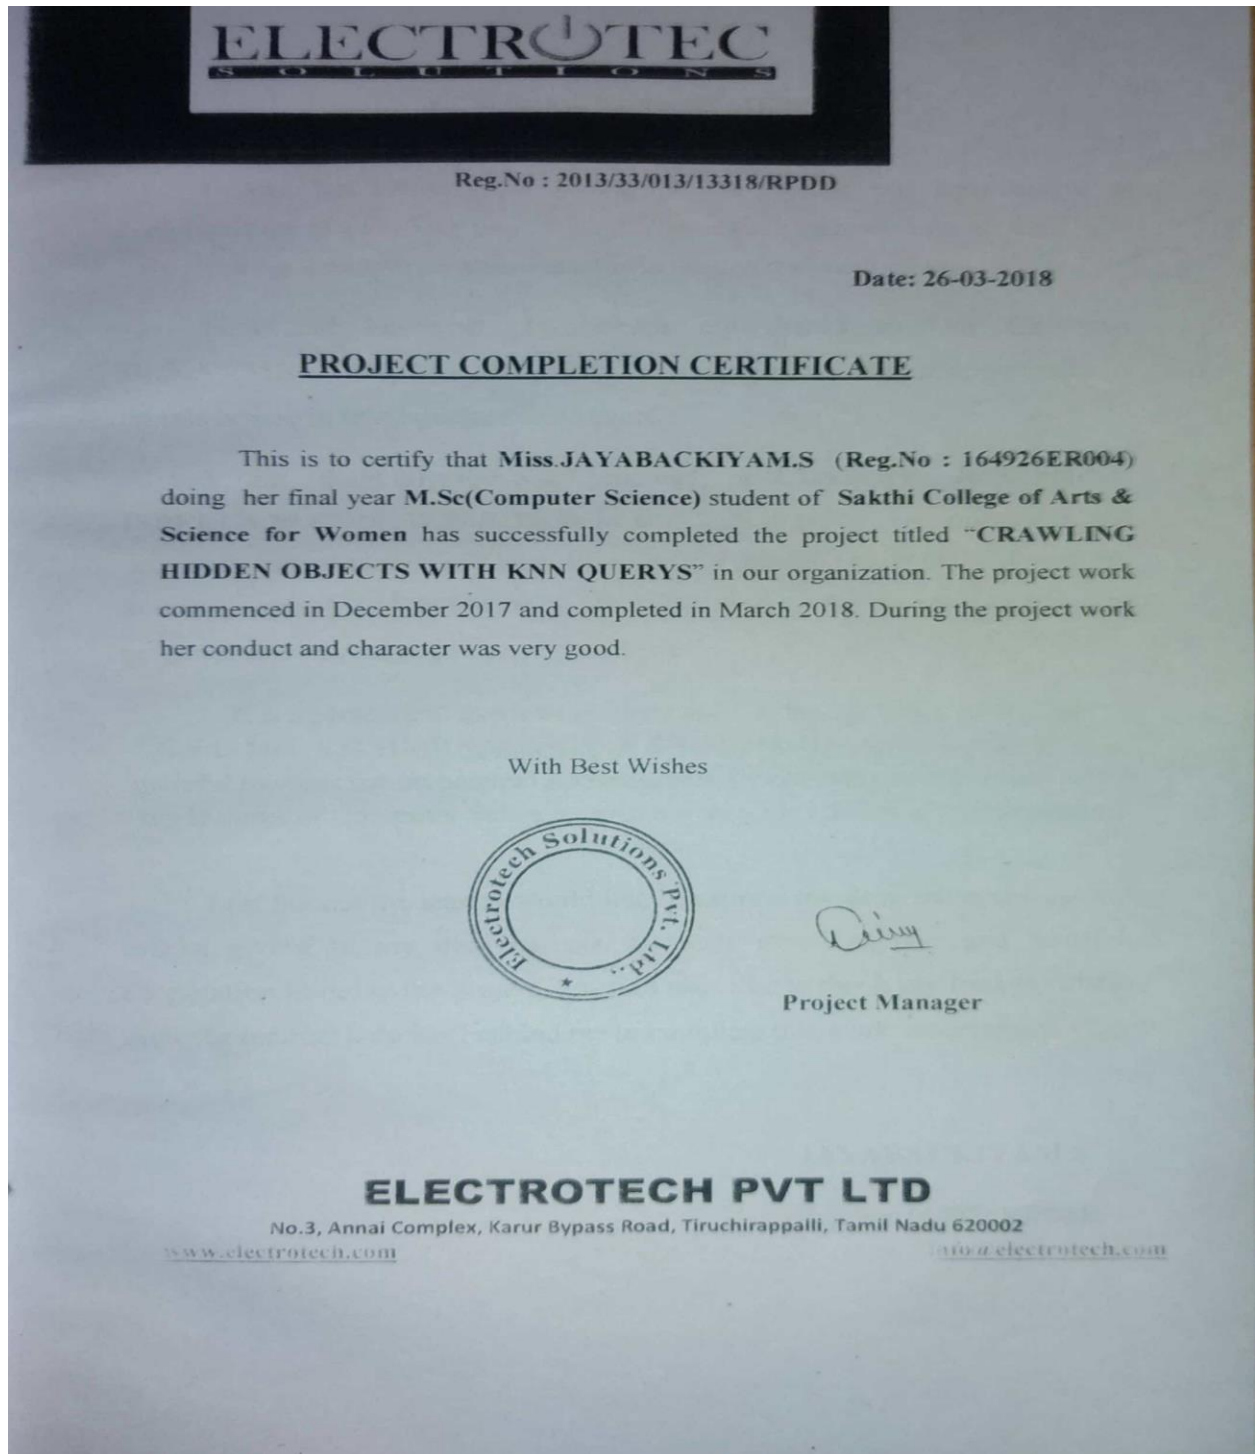 ELECTROTEC
SOLUTIONS
Reg.No : 2013/33/013/13318/RPDD
Date: 26-03-2018
PROJECT COMPLETION CERTIFICATE
This is to certify that Miss.JAYABACKIYAM.S (Reg.No : 164926ER004)
doing her final year M.Sc(Computer Science) student of Sakthi College of Arts &
Science for Women has successfully completed the project titled “CRAWLING
HIDDEN OBJECTS WITH KNN QUERYS” in our organization. The project work
commenced in December 2017 and completed in March 2018. During the project work
her conduct and character was very good.
With Best Wishes
Electrotech Solutions Pvt. Ltd.,
Project Manager
ELECTROTECH PVT LTD
No.3, Annai Complex, Karur Bypass Road, Tiruchirappalli, Tamil Nadu 620002
www.electrotech.com
info@electrotech.com